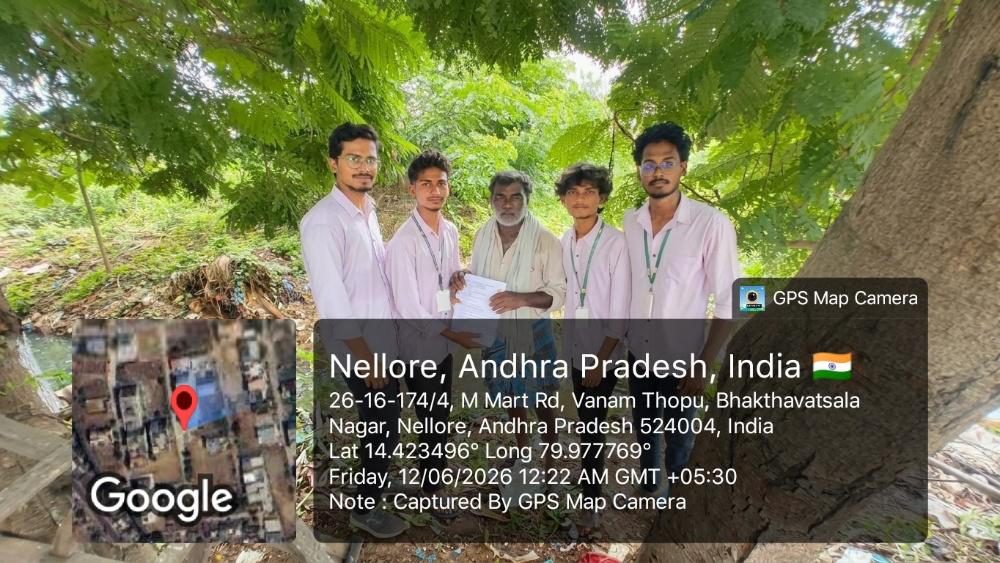 GPS Map Camera
Nellore, Andhra Pradesh, India
26-16-174/4, M Mart Rd, Vanam Thopu, Bhakthavatsala
Nagar, Nellore, Andhra Pradesh 524004, India
Lat 14.423496° Long 79.977769°
Friday, 12/06/2026 12:22 AM GMT +05:30
Note : Captured By GPS Map Camera
Google